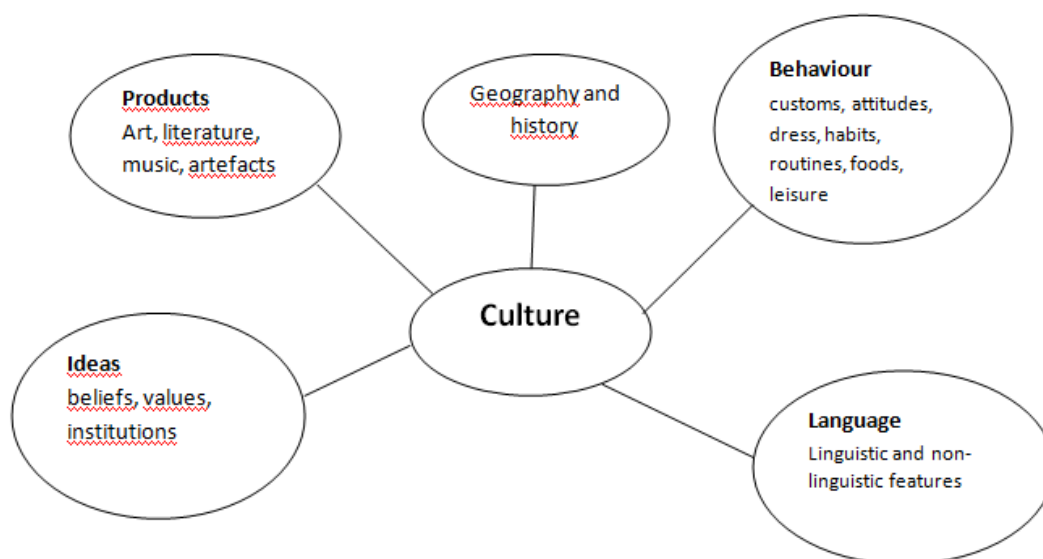 Products
Art, literature,
music, artefacts
Geography and
history
Behaviour
customs, attitudes,
dress, habits,
routines, foods,
leisure
Culture
Ideas
beliefs, values,
institutions
Language
Linguistic and non-
linguistic features